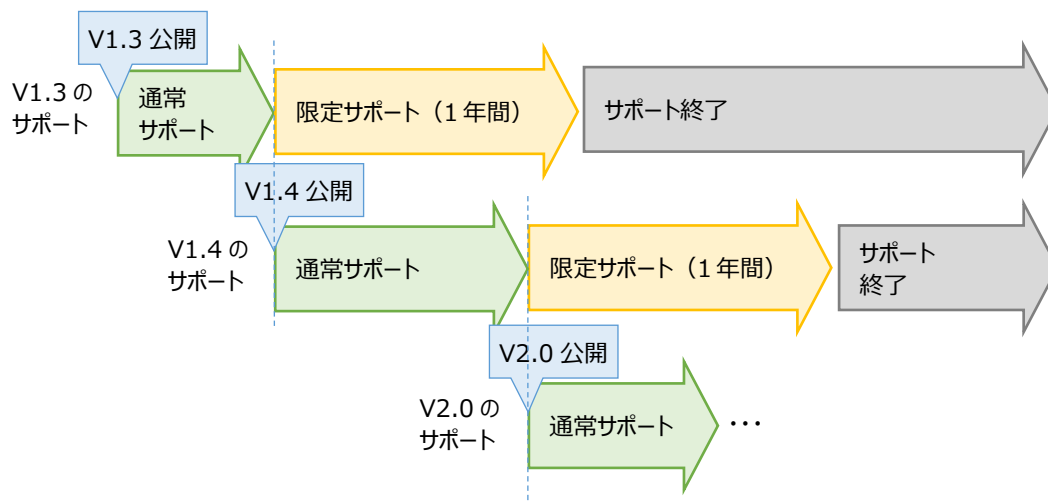 V1.3 公開
V1.3 の
サポート
通常
サポート
限定サポート（1 年間）
サポート終了
V1.4 公開
V1.4 の
サポート
通常サポート
限定サポート（1 年間）
サポート
終了
V2.0 公開
V2.0 の
サポート
通常サポート
…